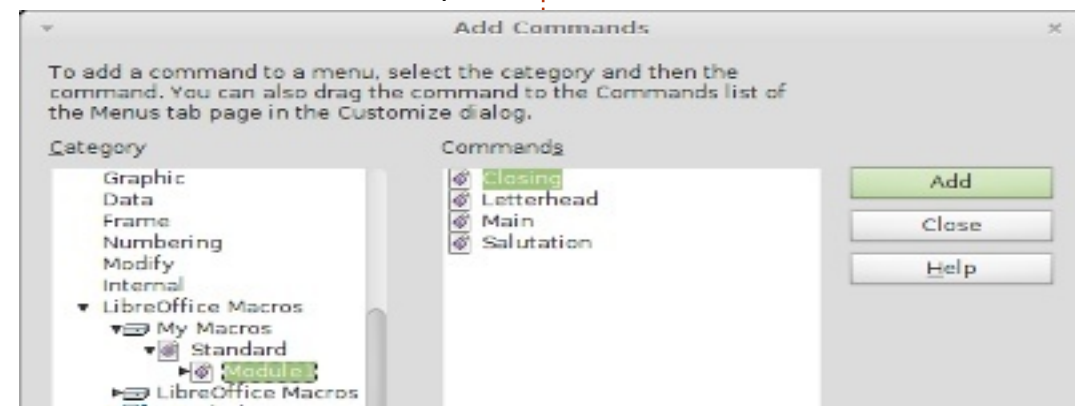 Add Commands
To add a command to a menu, select the category and then the
command. You can also drag the command to the Commands list of
the Menus tab page in the Customize dialog.
Category
Graphic
Data
Frame
Numbering
Modify
Internal
LibreOffice Macros
My Macros
Standard
Module1
LibreOffice Macros
Commands
Closing
Letterhead
Main
Salutation
Add
Close
Help